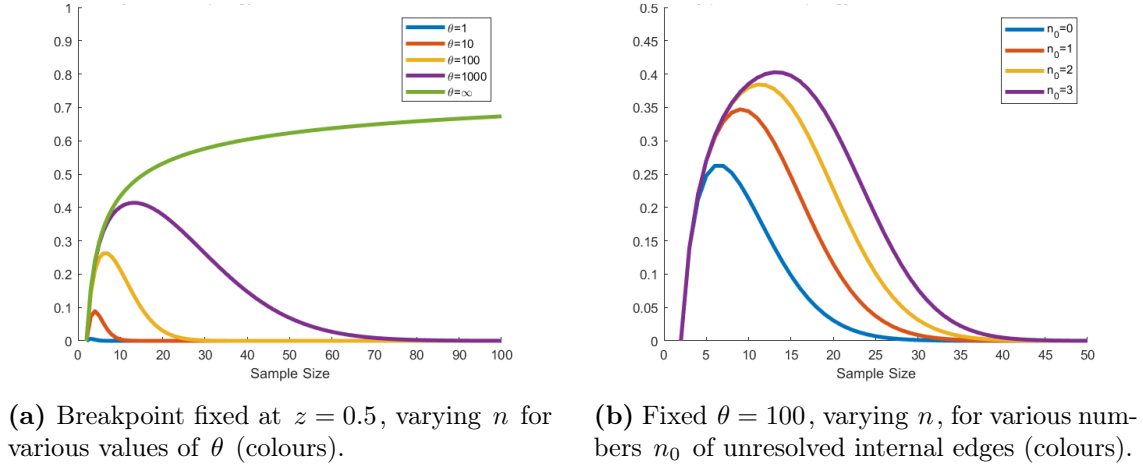 1
0.9
0.8
0.7
0.6
0.5
0.4
0.3
0.2
0.1
0
0 10 20 30 40 50 60 70 80 90 100
Sample Size
θ=1
θ=10
θ=100
θ=1000
θ=∞
(a) Breakpoint fixed at z = 0.5, varying n for
various values of θ (colours).
0.5
0.45
0.4
0.35
0.3
0.25
0.2
0.15
0.1
0.05
0
5 10 15 20 25 30 35 40 45 50
Sample Size
n₀=0
n₀=1
n₀=2
n₀=3
(b) Fixed θ = 100, varying n, for various num-
bers n₀ of unresolved internal edges (colours).